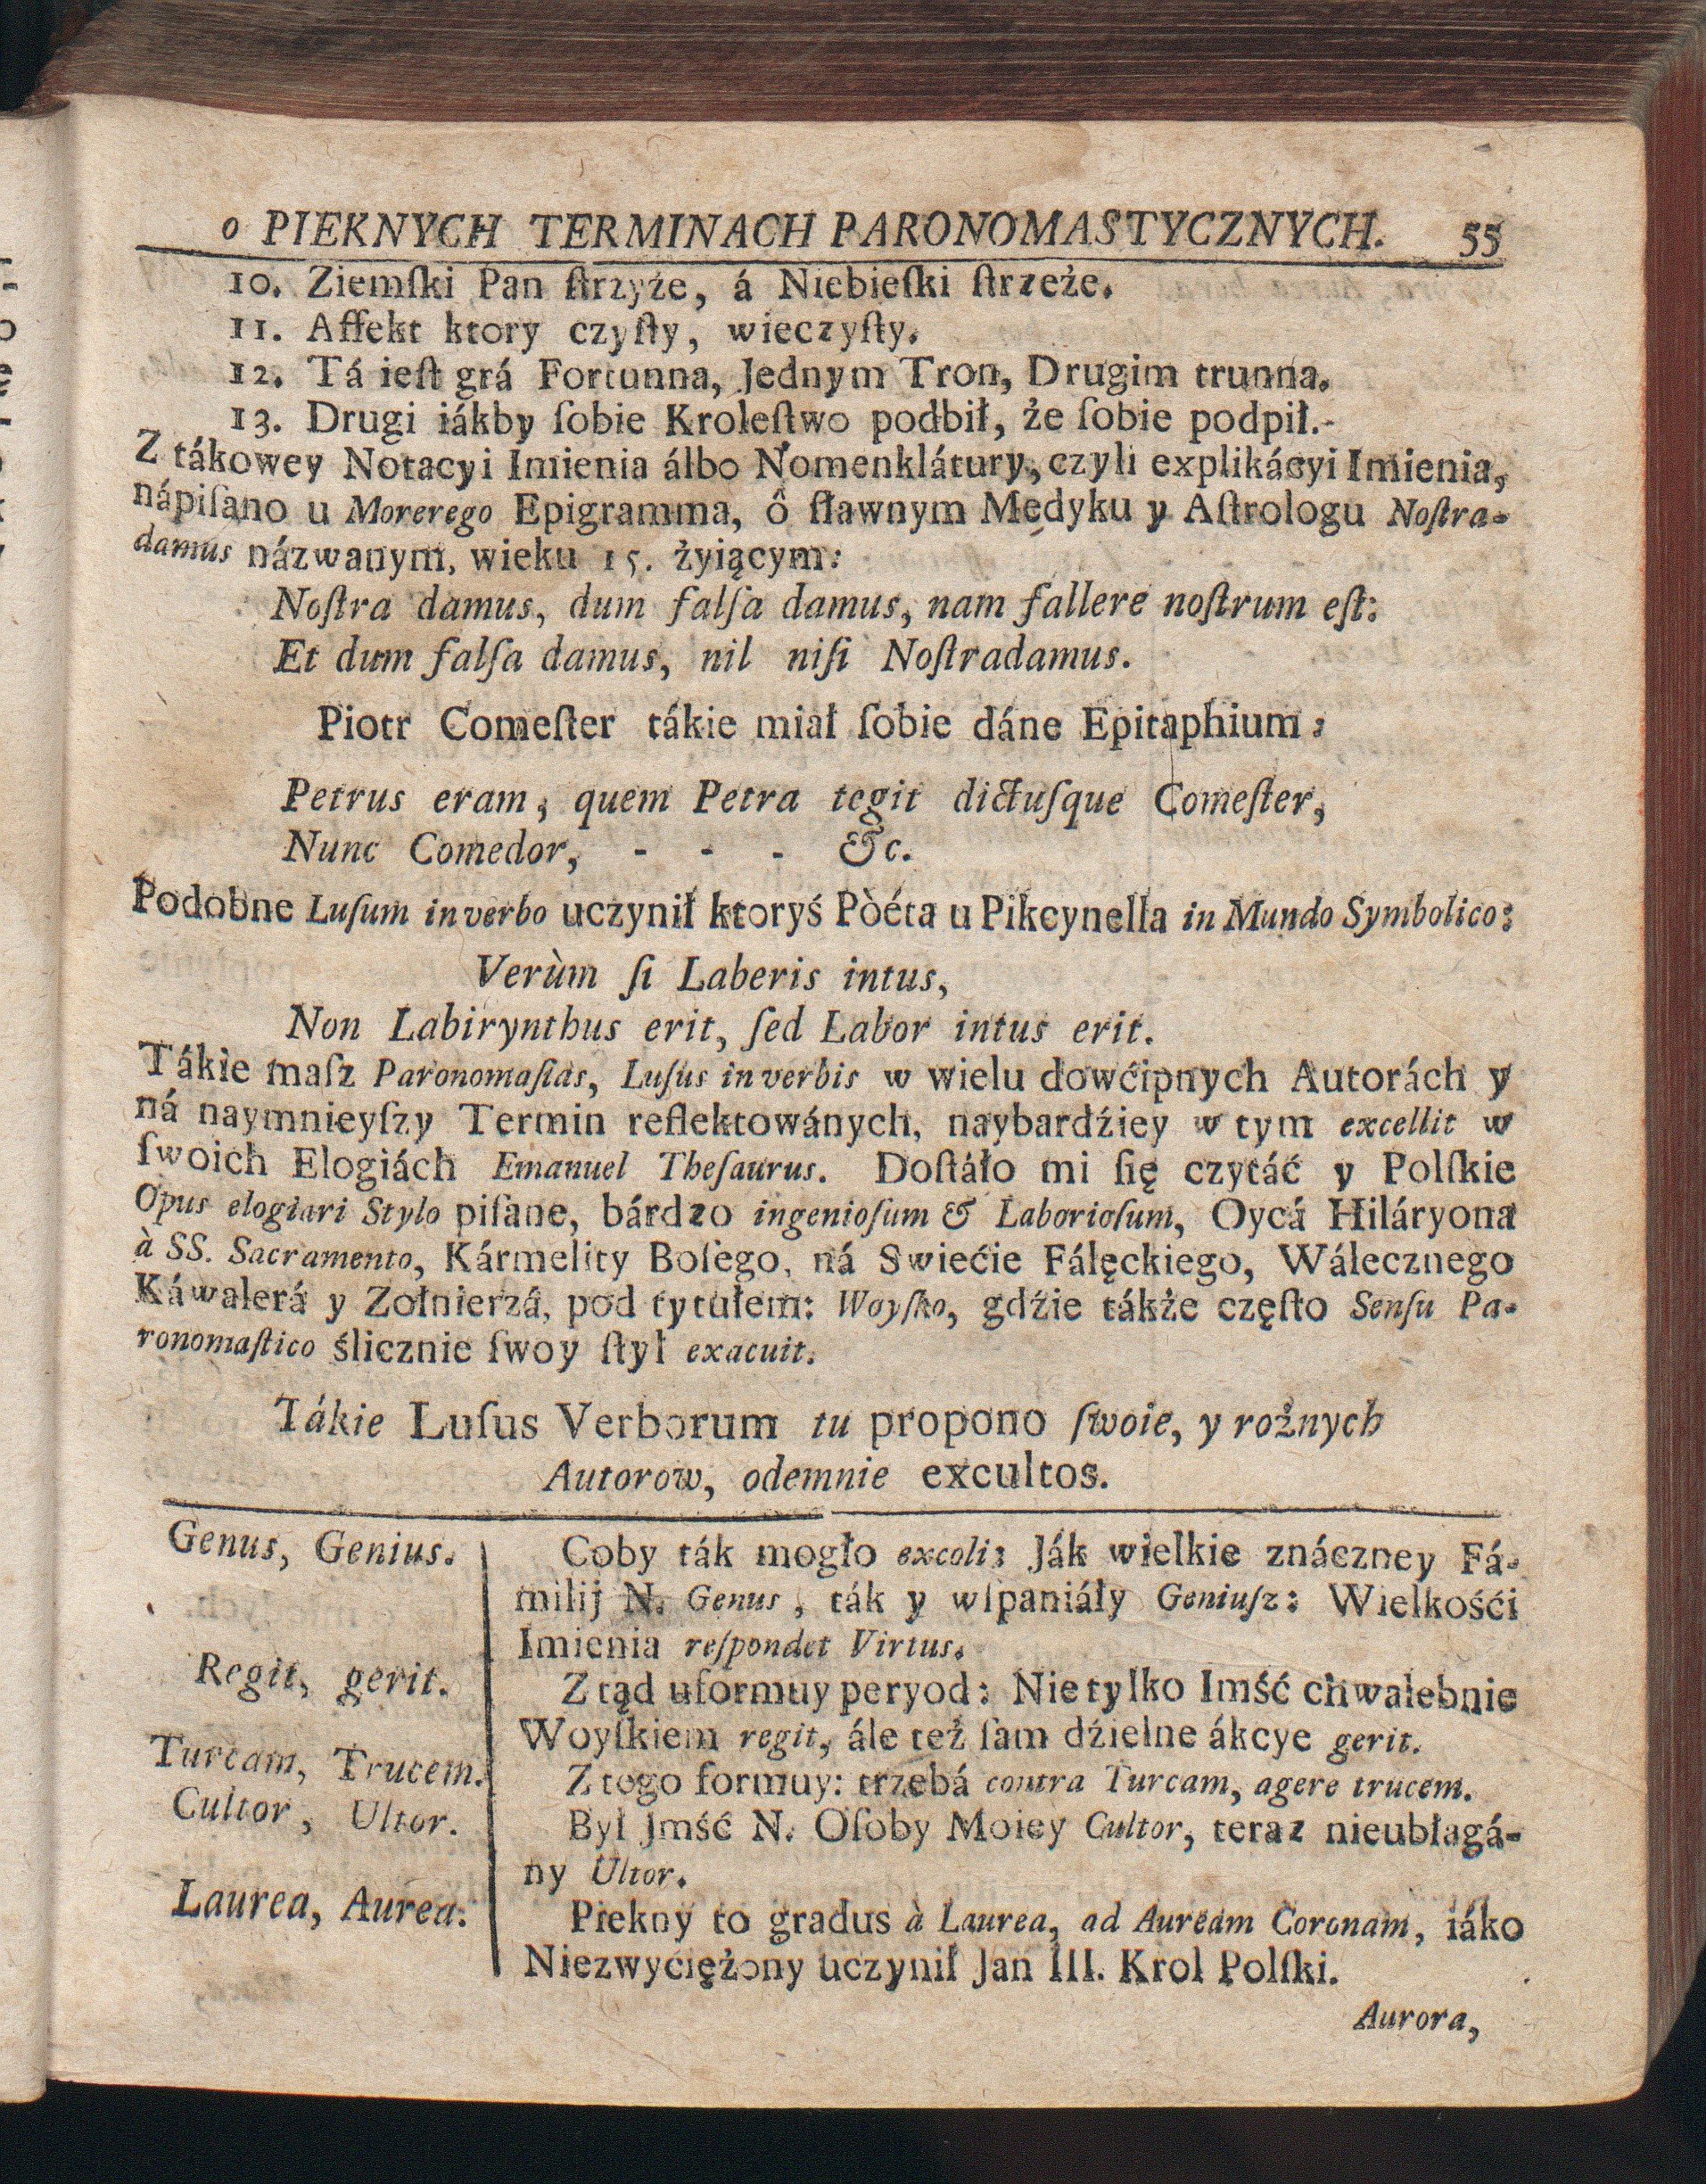 o PIEKNYCH TERMINACH PARONOMASTYCZNYCH. 55
10. Ziemſki Pan ſtrzyże, á Niebieſki ſtrzeże.
11. Affekt ktory czyſty, wieczyſty.
12. Tá ieſt grá Fortunna, Jednym Tron, Drugim trunna.
13. Drugi iákby ſobie Kroleſtwo podbił, że ſobie podpił.-
Z tákowey Notacyi Imienia álbo Nomenklátury, czyli explikácyi Imienia,
nápiſano u Morerego Epigramma, ô ſławnym Medyku y Aſtrologu Noſtra-
damus názwanym, wieku 15. żyiącym:
Noſtra damus, dum falſa damus, nam fallere noſtrum eſt:
Et dum falſa damus, nil niſi Noſtradamus.
Piotr Comeſter tákie miał ſobie dáne Epitaphium:
Petrus eram, quem Petra tegit dictuſque Comeſter,
Nunc Comedor, - - - &c.
Podobne Luſum in verbo uczynił ktoryś Pòéta u Pikcynella in Mundo Symbolico:
Verùm ſi Laberis intus,
Non Labirynthus erit, ſed Labor intus erit.
Tákie maſz Paronomaſias, Luſus in verbis w wielu dowćipnych Autorách y
ná naymnieyſzy Termin reflektowánych, naybardźiey w tym excellit w
ſwoich Elogiách Emanuel Theſaurus. Doſtáło mi ſię czytáć y Polſkie
Opus elogiari Stylo piſane, bárdzo ingenioſum & Laborioſum, Oycá Hiláryona
à SS. Sacramento, Kármelity Boſego, ná Swiećie Fálęckiego, Wálecznego
Káwalerá y Zołnierzá, pod tytułem: Woyſko, gdźie tákże częſto Senſu Pa-
ronomaſtico ślicznie ſwoy ſtyl exacuit.
Tákie Luſus Verborum tu propono ſwoie, y rożnych
Autorow, odemnie excultos.
Genus, Genius.
Coby ták mogło excoli: Ják wielkie znáczney Fá-
milij N. Genus, ták y wſpaniáły Geniuſz: Wielkośći
Imienia reſpondet Virtus.
Regit, gerit.
Ztąd uformuy peryod: Nietylko Imść chwalebnie
Woyſkiem regit, ále też ſam dźielne ákcye gerit.
Turcam, Trucem.
Z tego formuy: trzebá contra Turcam, agere trucem.
Cultor, Ultor.
Był Jmść N. Oſoby Moiey Cultor, teraz nieubłagá-
ny Ultor.
Laurea, Aurea.
Piekny to gradus à Laurea, ad Auream Coronam, iáko
Niezwyciężony uczynił Jan III. Krol Polſki.
Aurora,